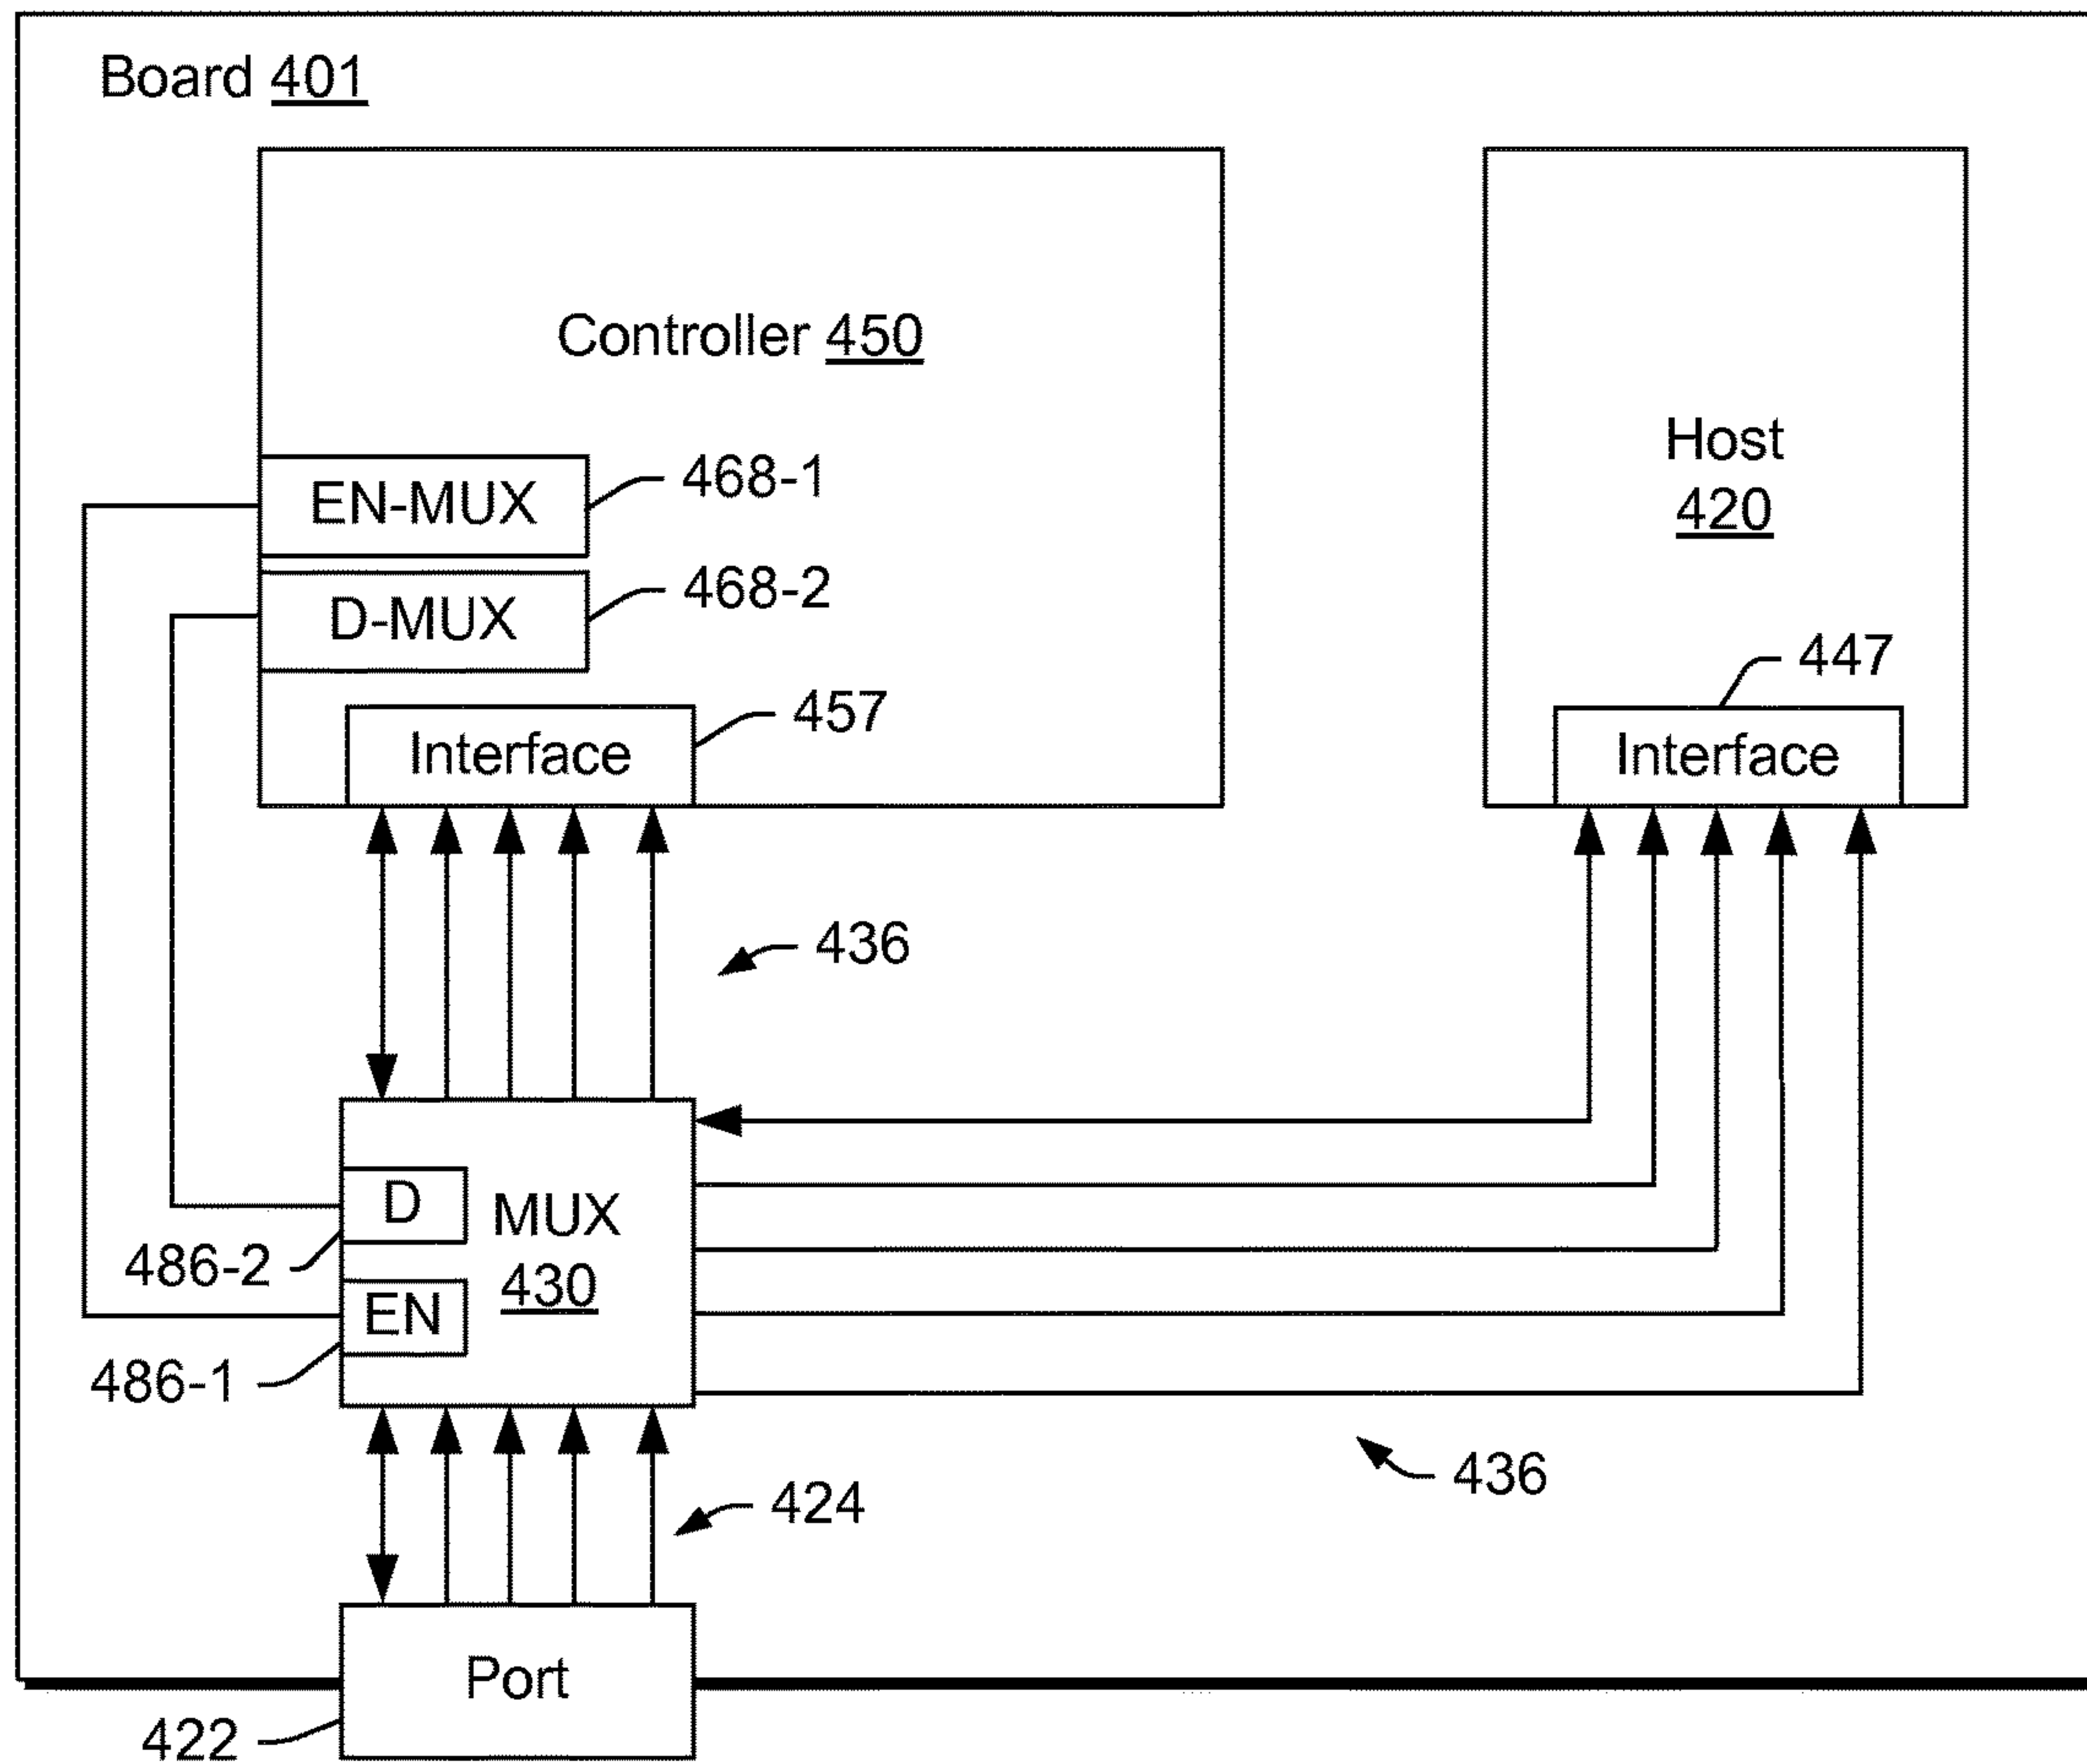 Board 401
Controller 450
Host
420
EN-MUX
468-1
D-MUX
468-2
447
457
Interface
Interface
436
D
MUX
430
486-2
EN
486-1
436
424
Port
422